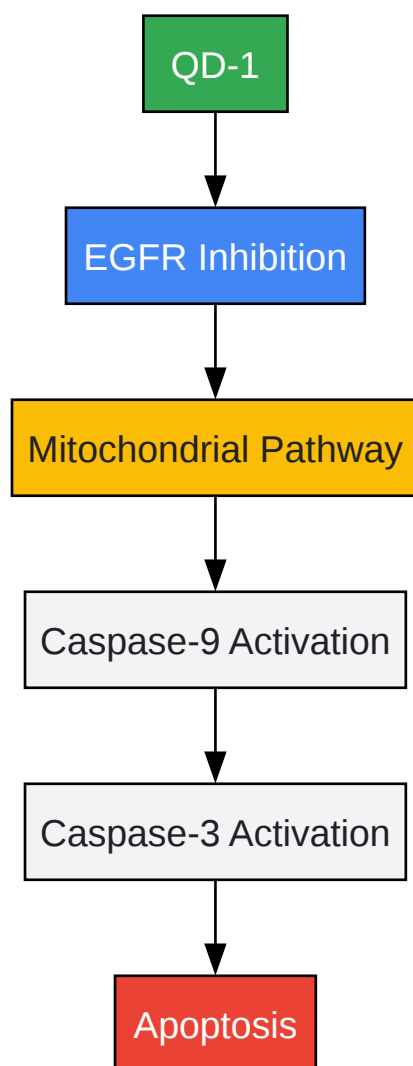 QD-1
EGFR Inhibition
Mitochondrial Pathway
Caspase-9 Activation
Caspase-3 Activation
Apoptosis